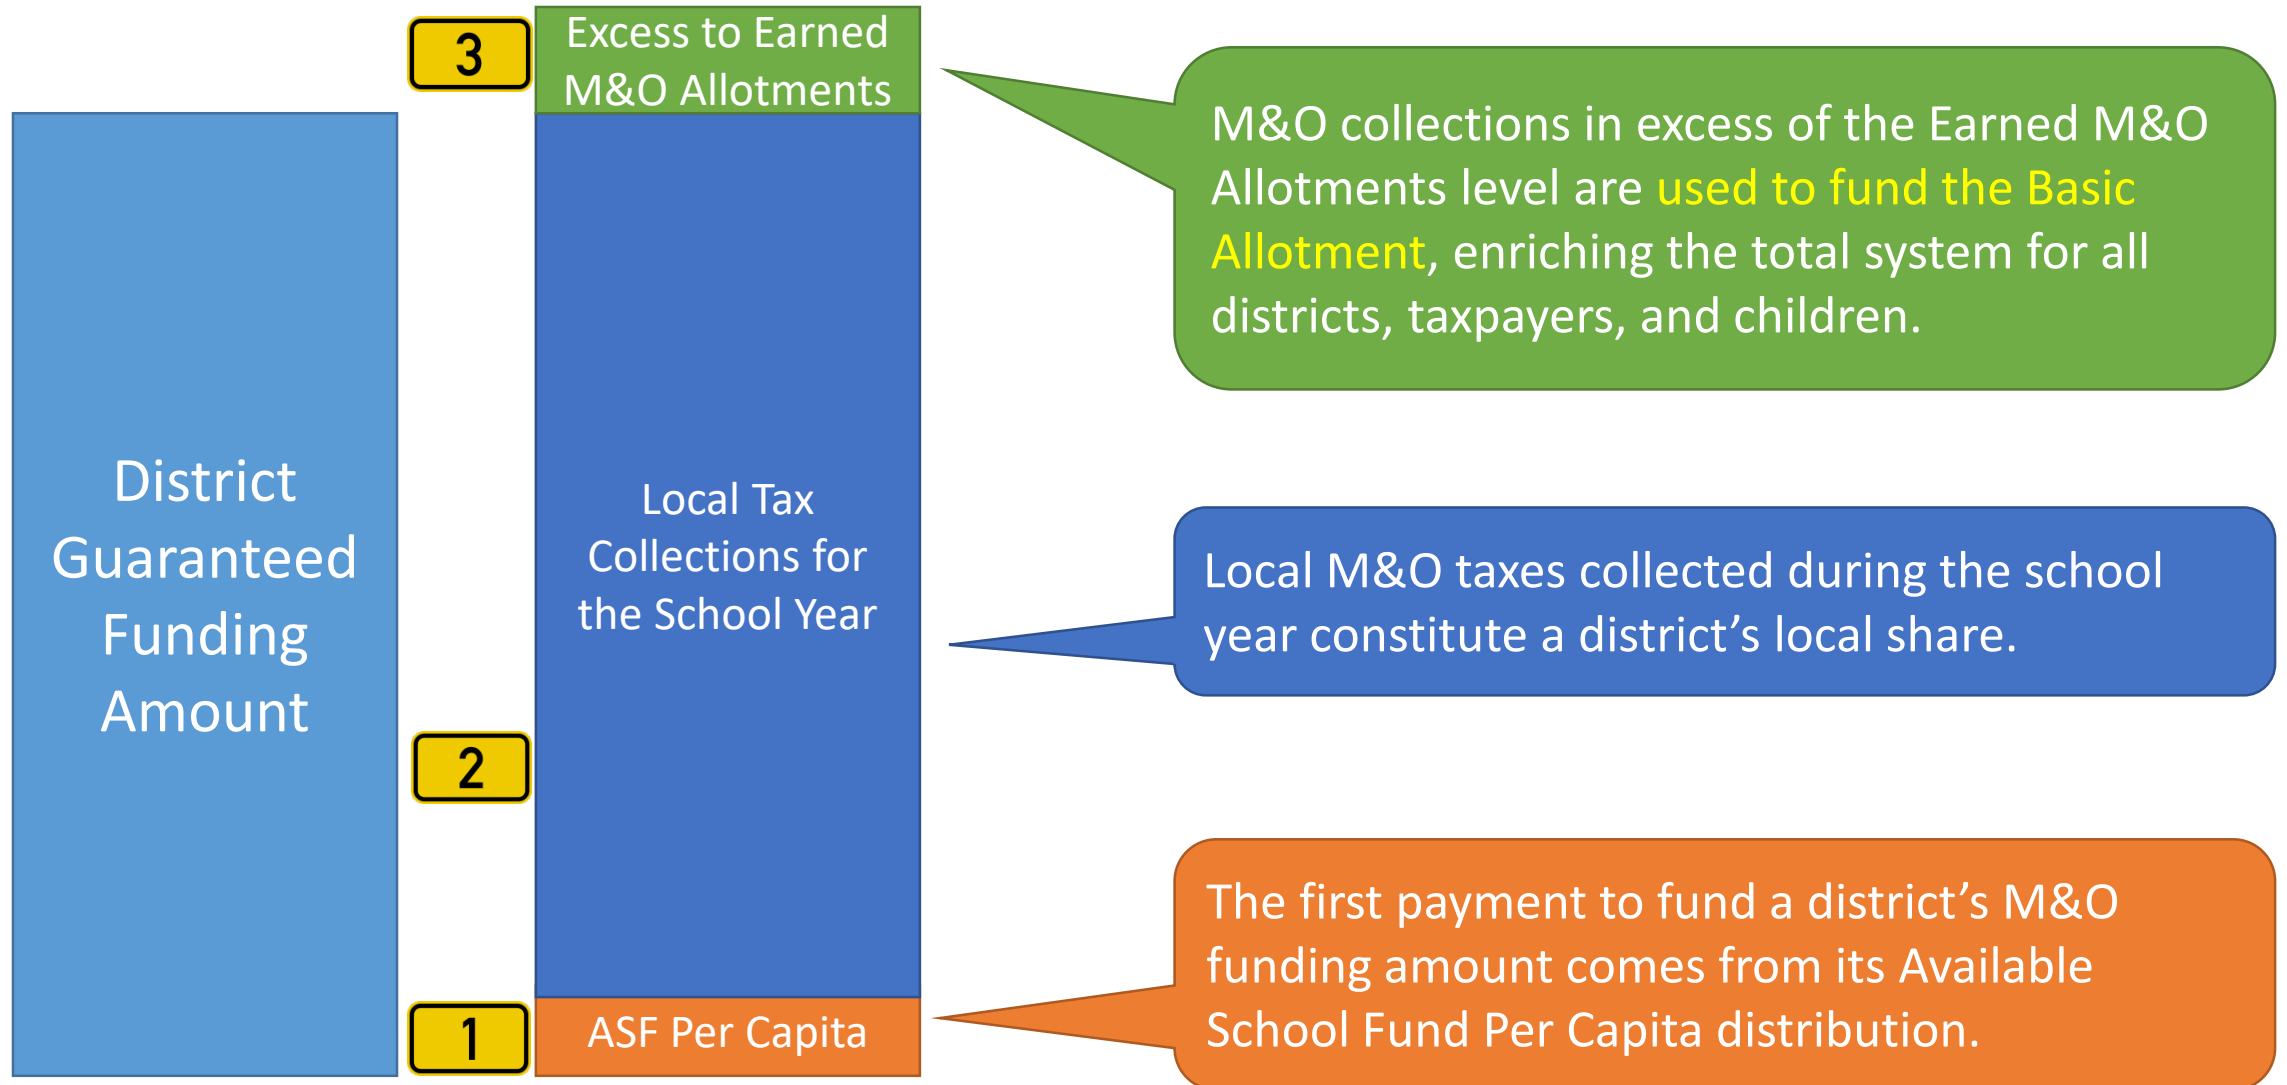 District
Guaranteed
Funding
Amount
3
Excess to Earned
M&O Allotments
2
Local Tax
Collections for
the School Year
1
ASF Per Capita
M&O collections in excess of the Earned M&O
Allotments level are used to fund the Basic
Allotment, enriching the total system for all
districts, taxpayers, and children.
Local M&O taxes collected during the school
year constitute a district’s local share.
The first payment to fund a district’s M&O
funding amount comes from its Available
School Fund Per Capita distribution.